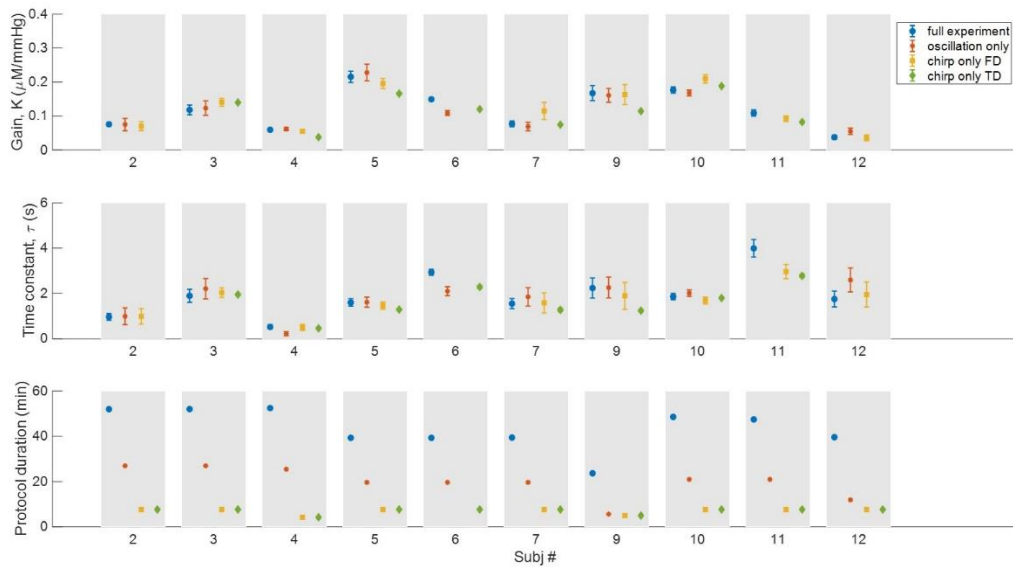 0.4
0.3
0.2
0.1
0
Gain, K (μM/mmHg)
2 3 4 5 6 7 9 10 11 12
full experiment
oscillation only
chirp only FD
chirp only TD
6
4
2
0
Time constant, τ (s)
2 3 4 5 6 7 9 10 11 12
60
40
20
0
Protocol duration (min)
2 3 4 5 6 7 9 10 11 12
Subj #